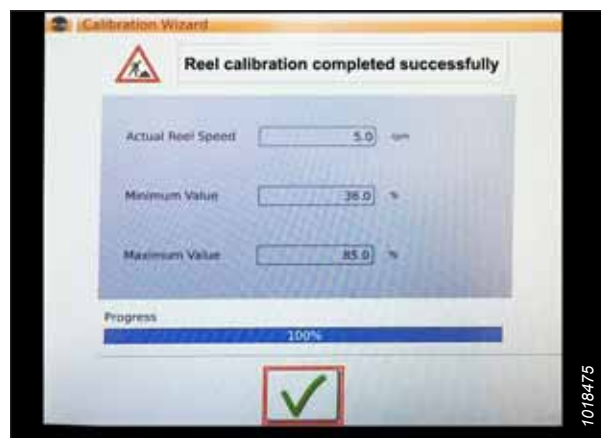 Calibration Wizard
Reel calibration completed successfully
Actual Reel Speed 5.0 rpm
Minimum Value 36.0 %
Maximum Value 85.0 %
Progress
100%
1018475